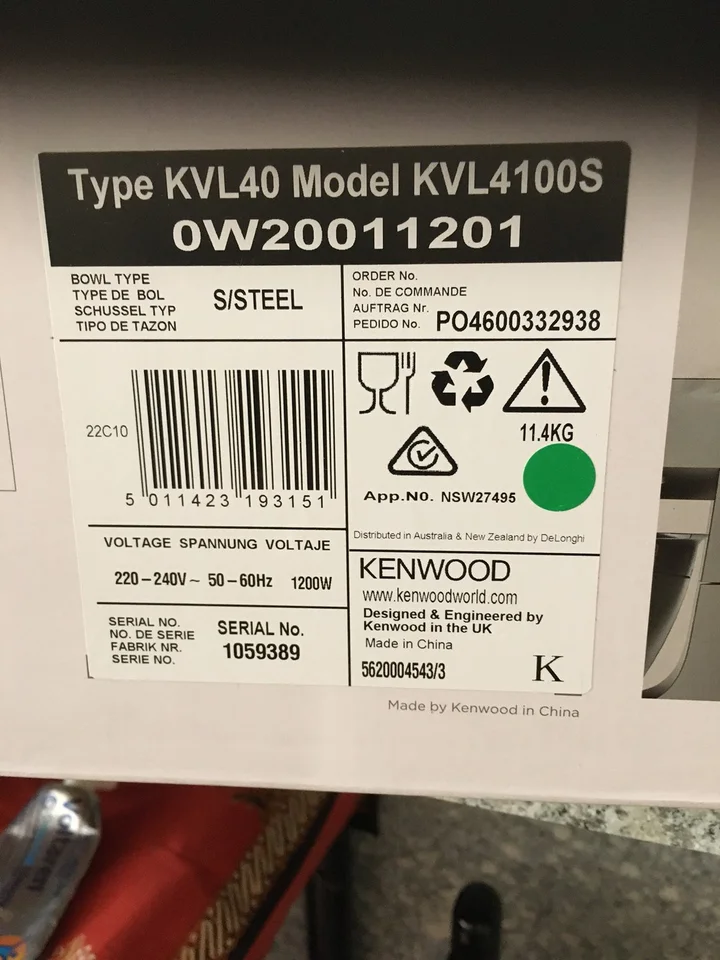 Type KVL40 Model KVL4100S
0W20011201
BOWL TYPE
TYPE DE BOL
SCHUSSEL TYP
TIPO DE TAZON
S/STEEL
ORDER No.
No. DE COMMANDE
AUFTRAG Nr.
PEDIDO No. PO4600332938
22C10
5 011423 193151
11.4KG
App.No. NSW27495
Distributed in Australia & New Zealand by DeLonghi
VOLTAGE SPANNUNG VOLTAJE
220-240V~ 50-60Hz 1200W
SERIAL NO.
NO. DE SERIE
FABRIK NR.
SERIE NO.
SERIAL No.
1059389
KENWOOD
www.kenwoodworld.com
Designed & Engineered by
Kenwood in the UK
Made in China
5620004543/3
K
Made by Kenwood in China
Voltaren